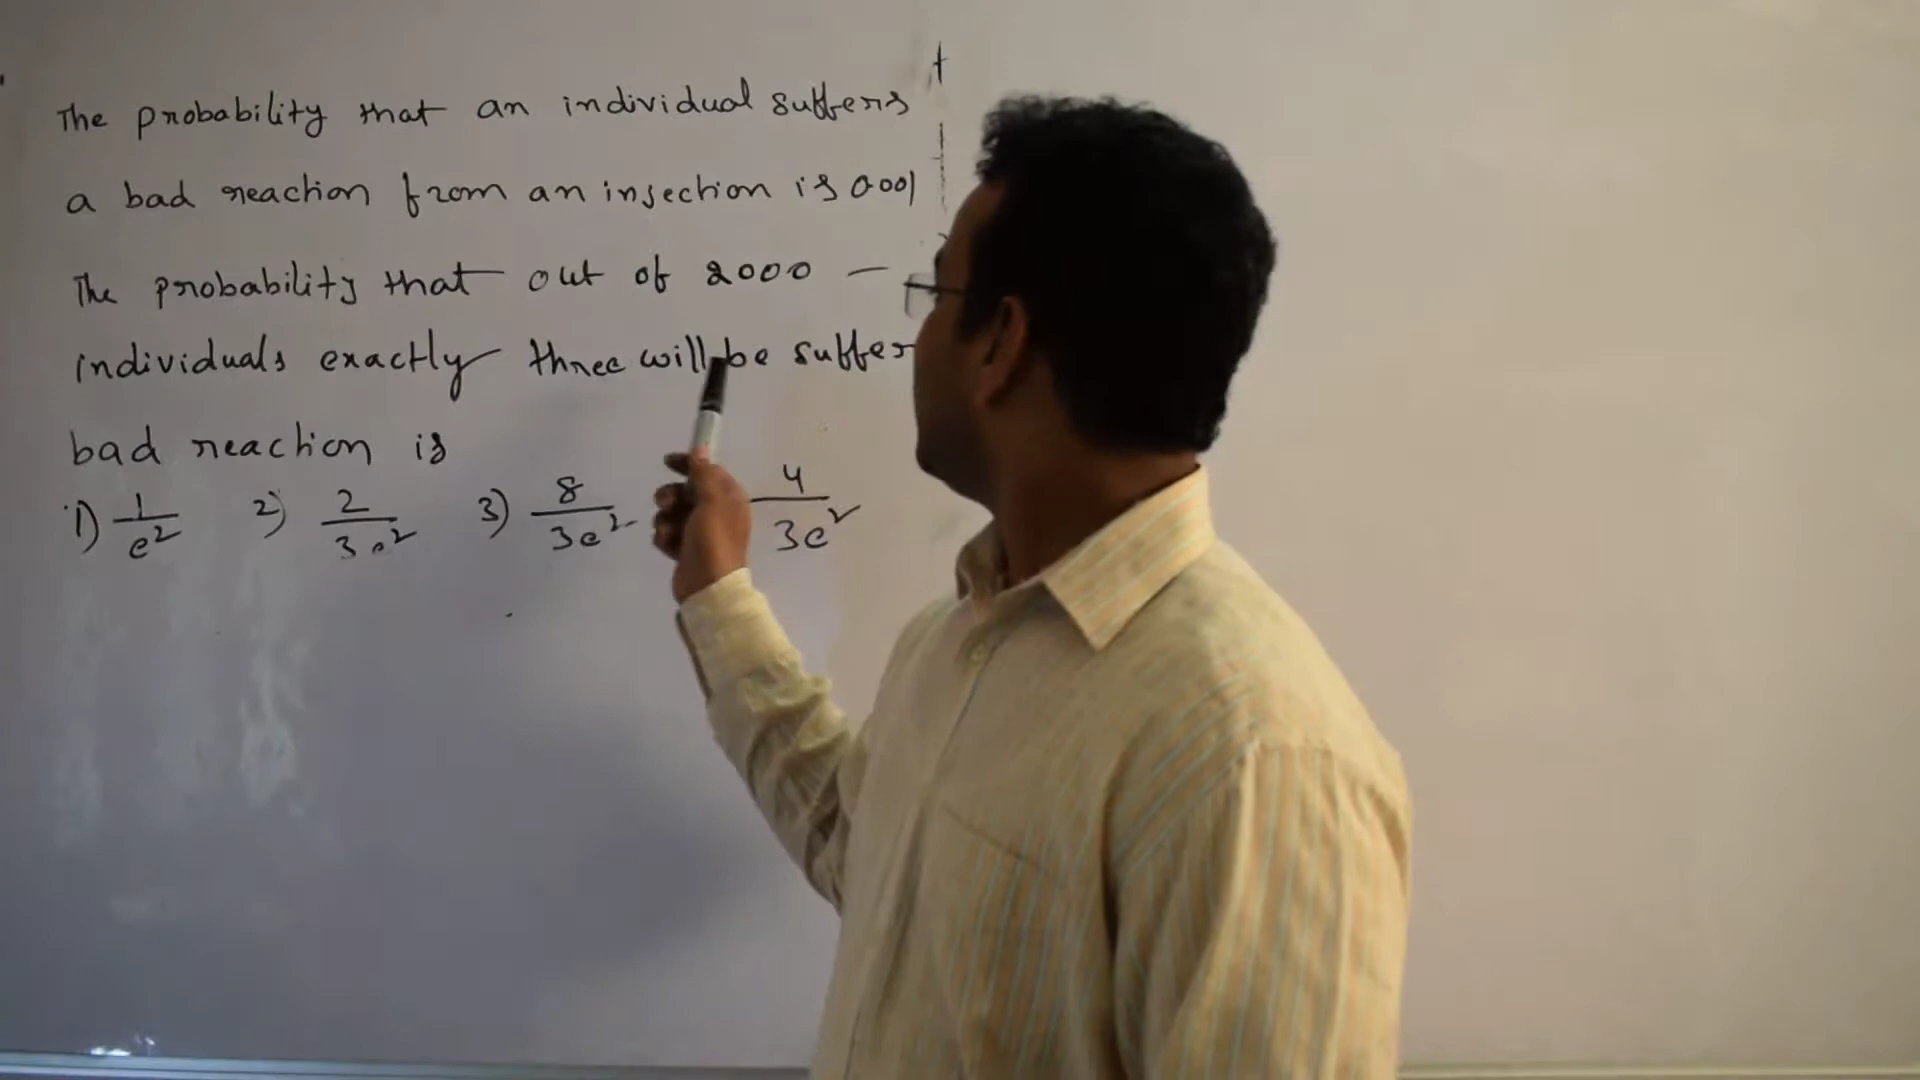 The probability that an individual suffers
a bad reaction from an insection is 0.001
The probability that out of 2000 —
individuals exactly three will be suffer
bad reaction is
1) 1/e² 2) 2/3e² 3) 8/3e² 4/3e²